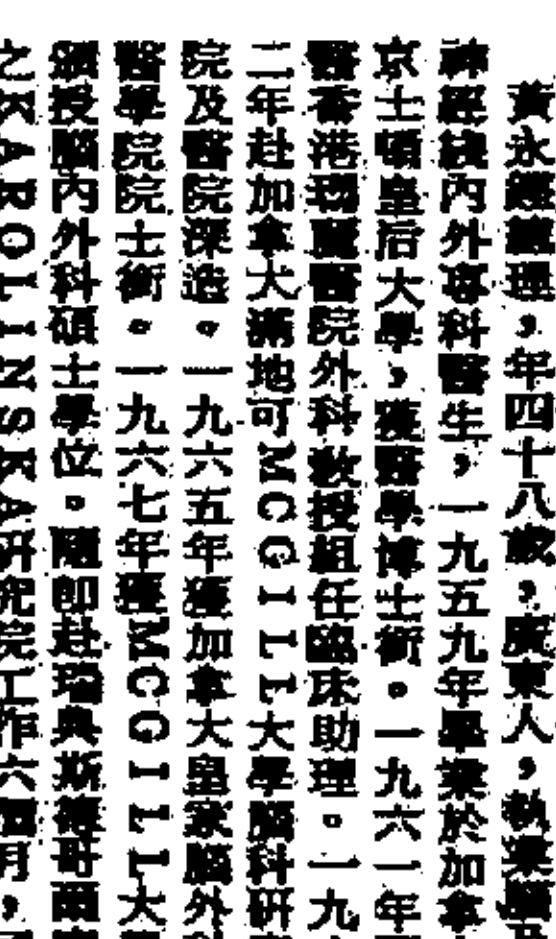 黃永經總理，年四十八歲，廣東人，執業腦及
神經線內外專科醫生，一九五九年畢業於加拿
京士頓皇后大學，獲醫學博士銜。一九六一年
醫香港瑪麗醫院外科教授組任臨床助理。一九
二年赴加拿大滿地可MCGILL大學腦科研
院及醫院深造。一九六五年獲加拿大皇家腦外
醫學院院士銜。一九六七年獲MCGILL大
頒授腦內外科碩士學位。隨即赴瑞典斯德哥爾
之KAROLINSKA研究院工作六個月，